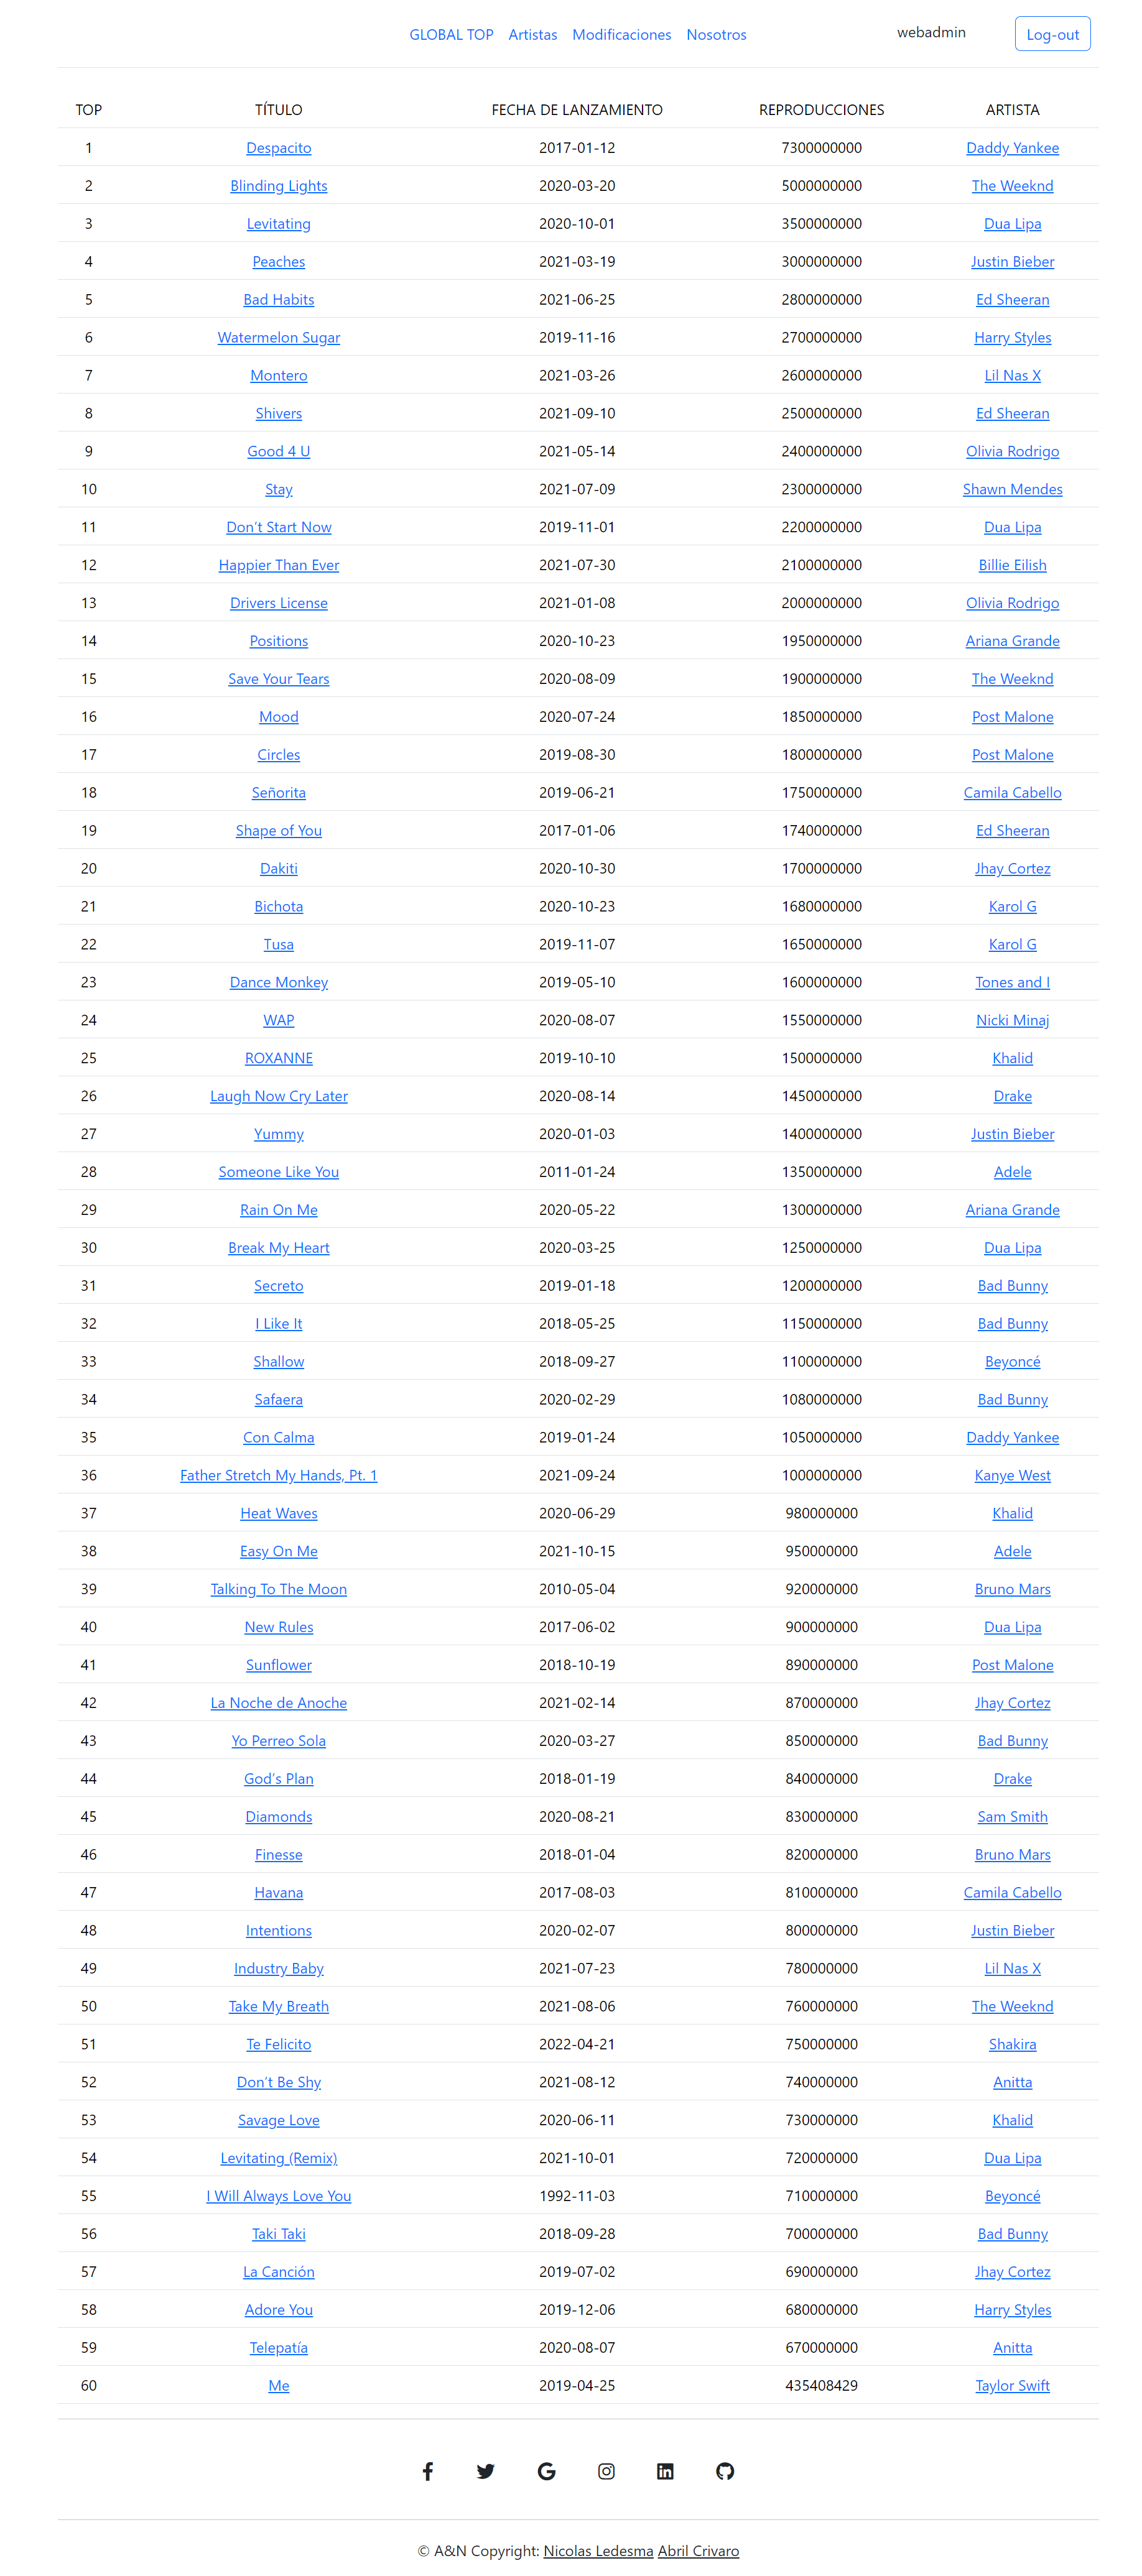 GLOBAL TOP Artistas Modificaciones Nosotros webadmin Log-out
TOP TÍTULO FECHA DE LANZAMIENTO REPRODUCCIONES ARTISTA
1 Despacito 2017-01-12 7300000000 Daddy Yankee
2 Blinding Lights 2020-03-20 5000000000 The Weeknd
3 Levitating 2020-10-01 3500000000 Dua Lipa
4 Peaches 2021-03-19 3000000000 Justin Bieber
5 Bad Habits 2021-06-25 2800000000 Ed Sheeran
6 Watermelon Sugar 2019-11-16 2700000000 Harry Styles
7 Montero 2021-03-26 2600000000 Lil Nas X
8 Shivers 2021-09-10 2500000000 Ed Sheeran
9 Good 4 U 2021-05-14 2400000000 Olivia Rodrigo
10 Stay 2021-07-09 2300000000 Shawn Mendes
11 Don't Start Now 2019-11-01 2200000000 Dua Lipa
12 Happier Than Ever 2021-07-30 2100000000 Billie Eilish
13 Drivers License 2021-01-08 2000000000 Olivia Rodrigo
14 Positions 2020-10-23 1950000000 Ariana Grande
15 Save Your Tears 2020-08-09 1900000000 The Weeknd
16 Mood 2020-07-24 1850000000 Post Malone
17 Circles 2019-08-30 1800000000 Post Malone
18 Señorita 2019-06-21 1750000000 Camila Cabello
19 Shape of You 2017-01-06 1740000000 Ed Sheeran
20 Dakiti 2020-10-30 1700000000 Jhay Cortez
21 Bichota 2020-10-23 1680000000 Karol G
22 Tusa 2019-11-07 1650000000 Karol G
23 Dance Monkey 2019-05-10 1600000000 Tones and I
24 WAP 2020-08-07 1550000000 Nicki Minaj
25 ROXANNE 2019-10-10 1500000000 Khalid
26 Laugh Now Cry Later 2020-08-14 1450000000 Drake
27 Yummy 2020-01-03 1400000000 Justin Bieber
28 Someone Like You 2011-01-24 1350000000 Adele
29 Rain On Me 2020-05-22 1300000000 Ariana Grande
30 Break My Heart 2020-03-25 1250000000 Dua Lipa
31 Secreto 2019-01-18 1200000000 Bad Bunny
32 I Like It 2018-05-25 1150000000 Bad Bunny
33 Shallow 2018-09-27 1100000000 Beyoncé
34 Safaera 2020-02-29 1080000000 Bad Bunny
35 Con Calma 2019-01-24 1050000000 Daddy Yankee
36 Father Stretch My Hands, Pt. 1 2021-09-24 1000000000 Kanye West
37 Heat Waves 2020-06-29 980000000 Khalid
38 Easy On Me 2021-10-15 950000000 Adele
39 Talking To The Moon 2010-05-04 920000000 Bruno Mars
40 New Rules 2017-06-02 900000000 Dua Lipa
41 Sunflower 2018-10-19 890000000 Post Malone
42 La Noche de Anoche 2021-02-14 870000000 Jhay Cortez
43 Yo Perreo Sola 2020-03-27 850000000 Bad Bunny
44 God's Plan 2018-01-19 840000000 Drake
45 Diamonds 2020-08-21 830000000 Sam Smith
46 Finesse 2018-01-04 820000000 Bruno Mars
47 Havana 2017-08-03 810000000 Camila Cabello
48 Intentions 2020-02-07 800000000 Justin Bieber
49 Industry Baby 2021-07-23 780000000 Lil Nas X
50 Take My Breath 2021-08-06 760000000 The Weeknd
51 Te Felicito 2022-04-21 750000000 Shakira
52 Don't Be Shy 2021-08-12 740000000 Anitta
53 Savage Love 2020-06-11 730000000 Khalid
54 Levitating (Remix) 2021-10-01 720000000 Dua Lipa
55 I Will Always Love You 1992-11-03 710000000 Beyoncé
56 Taki Taki 2018-09-28 700000000 Bad Bunny
57 La Canción 2019-07-02 690000000 Jhay Cortez
58 Adore You 2019-12-06 680000000 Harry Styles
59 Telepatía 2020-08-07 670000000 Anitta
60 Me 2019-04-25 435408429 Taylor Swift
© A&N Copyright: Nicolas Ledesma Abril Crivaro